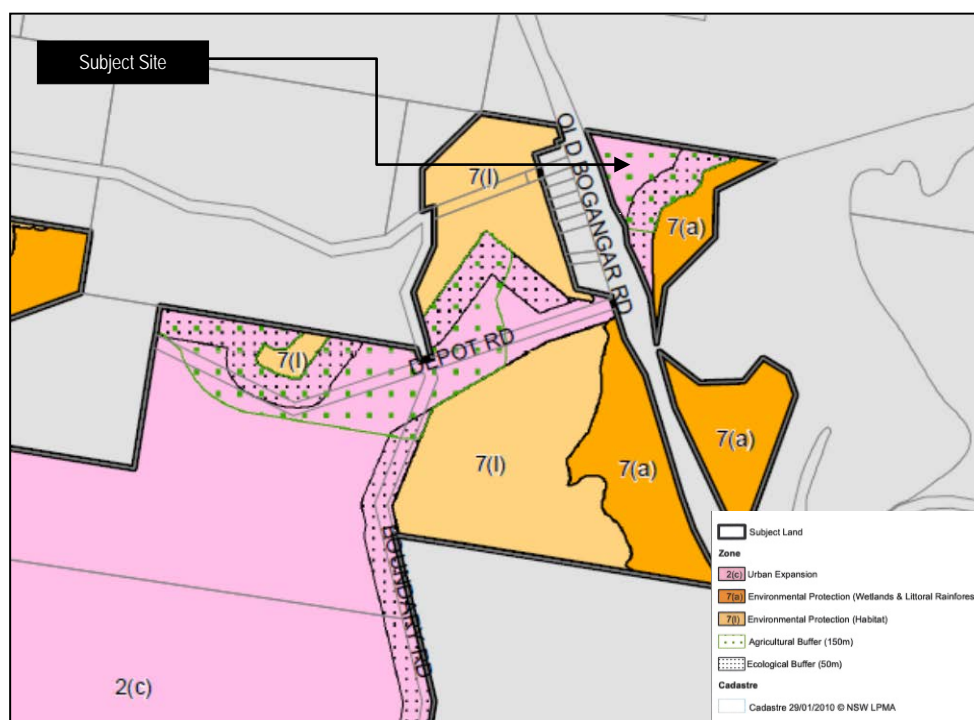 Subject Site
OLD BOGANGAR RD
7(l)
7(a)
7(l)
DEPOT RD
7(l)
7(a)
7(a)
BOUNDARY RD
2(c)
Subject Land
Zone
2(c) Urban Expansion
7(a) Environmental Protection (Wetlands & Littoral Rainfores
7(l) Environmental Protection (Habitat)
Agricultural Buffer (150m)
Ecological Buffer (50m)
Cadastre
Cadastre 29/01/2010 © NSW LPMA